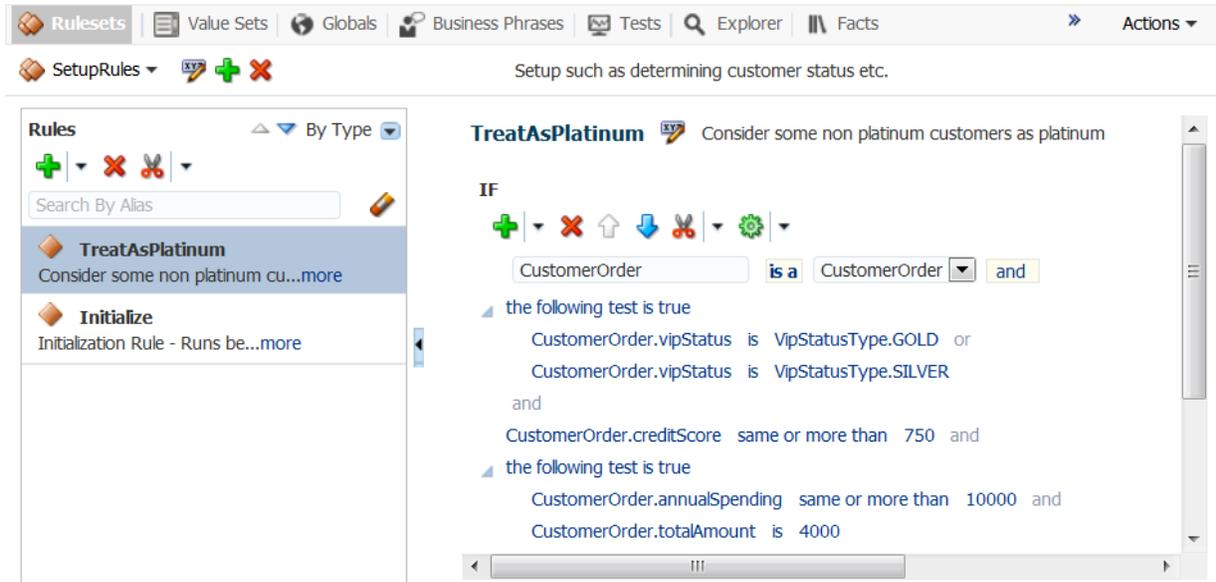 Rulesets Value Sets Globals Business Phrases Tests Explorer Facts » Actions
SetupRules Setup such as determining customer status etc.
Rules By Type
Search By Alias
TreatAsPlatinum
Consider some non platinum cu...more
Initialize
Initialization Rule - Runs be...more
TreatAsPlatinum Consider some non platinum customers as platinum
IF
CustomerOrder is a CustomerOrder and
the following test is true
CustomerOrder.vipStatus is VipStatusType.GOLD or
CustomerOrder.vipStatus is VipStatusType.SILVER
and
CustomerOrder.creditScore same or more than 750 and
the following test is true
CustomerOrder.annualSpending same or more than 10000 and
CustomerOrder.totalAmount is 4000